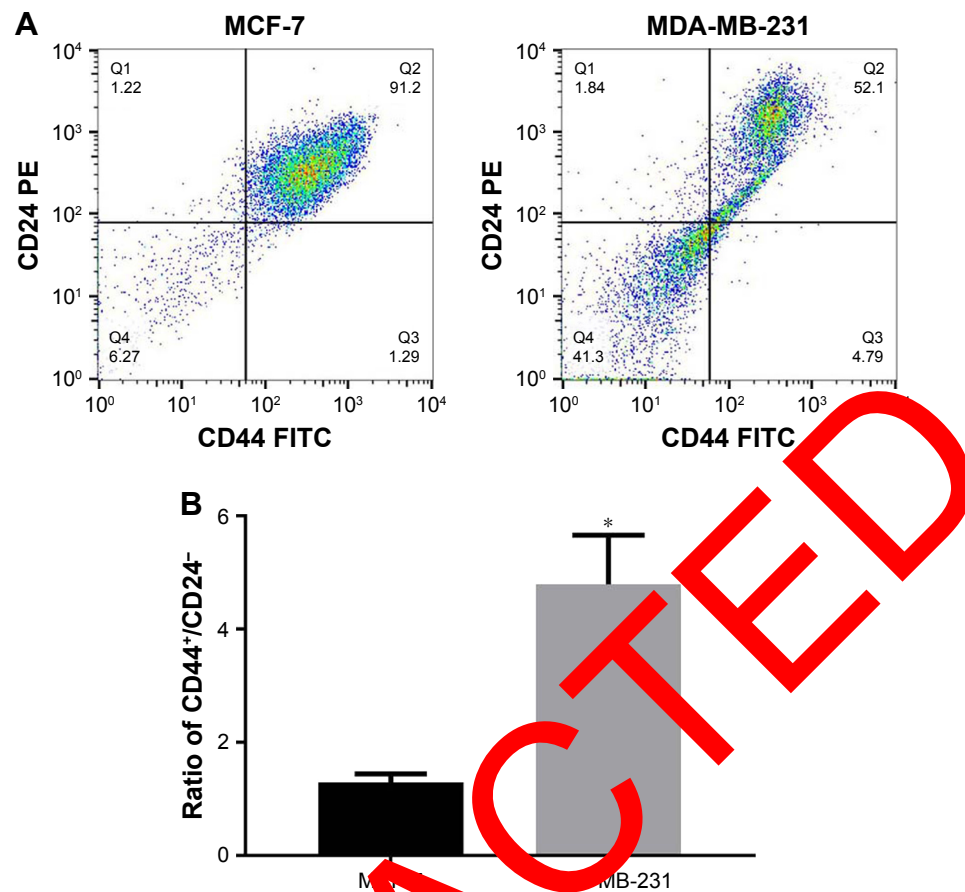 A
MCF-7
MDA-MB-231
10⁴
10³
10²
10¹
10⁰
CD24 PE
Q1
1.22
Q2
91.2
Q4
6.27
Q3
1.29
10⁰ 10¹ 10² 10³ 10⁴
CD44 FITC
10⁴
10³
10²
10¹
10⁰
CD24 PE
Q1
1.84
Q2
52.1
Q4
41.3
Q3
4.79
10⁰ 10¹ 10² 10³
CD44 FITC
B
Ratio of CD44⁺/CD24⁻
6
4
2
0
*
MB-231
ACTED